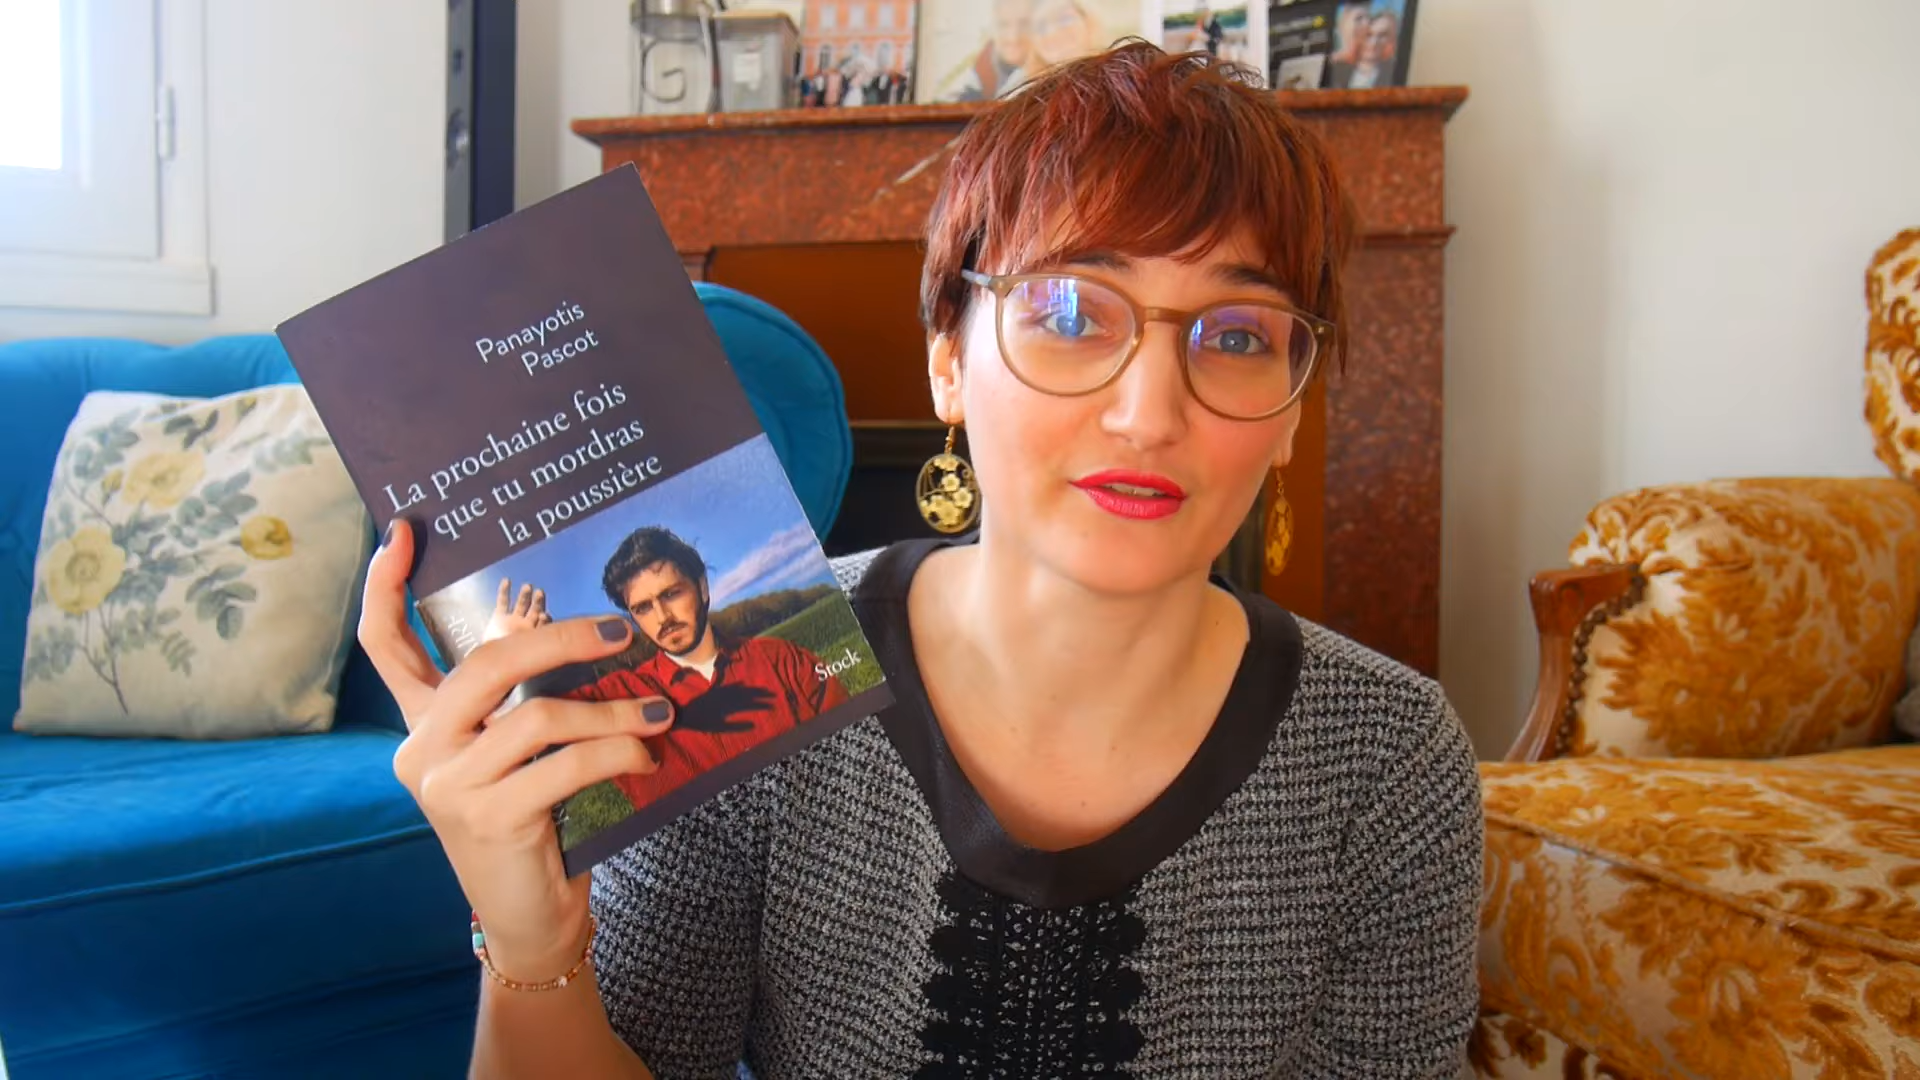 Panayotis
Pascot
La prochaine fois
que tu mordras
la poussière
Stock